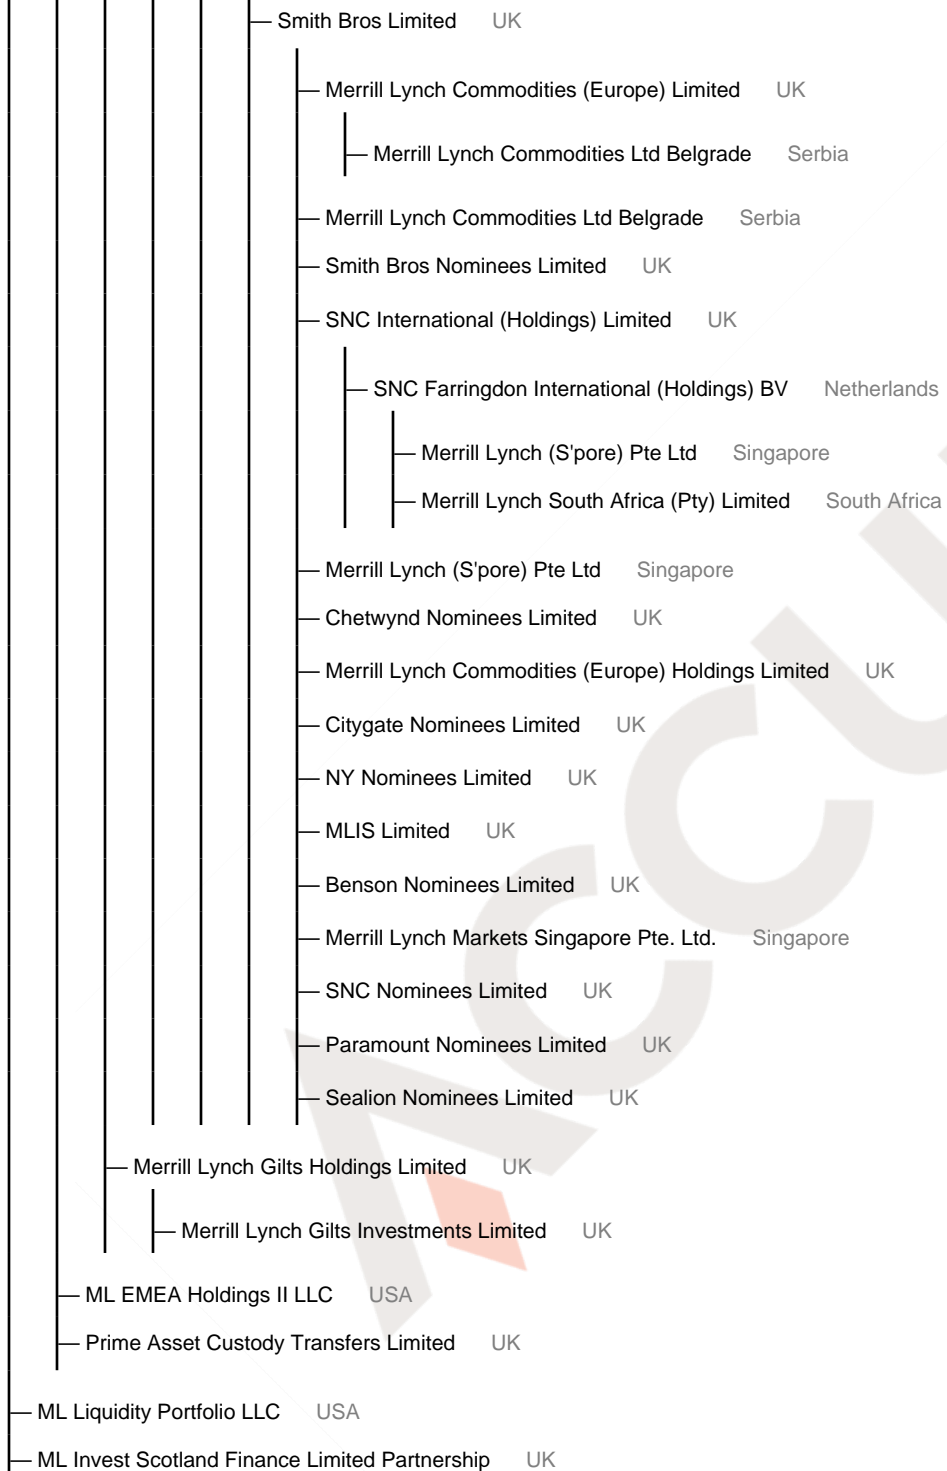 Smith Bros Limited UK
Merrill Lynch Commodities (Europe) Limited UK
Merrill Lynch Commodities Ltd Belgrade Serbia
Merrill Lynch Commodities Ltd Belgrade Serbia
Smith Bros Nominees Limited UK
SNC International (Holdings) Limited UK
SNC Farringdon International (Holdings) BV Netherlands
Merrill Lynch (S'pore) Pte Ltd Singapore
Merrill Lynch South Africa (Pty) Limited South Africa
Merrill Lynch (S'pore) Pte Ltd Singapore
Chetwynd Nominees Limited UK
Merrill Lynch Commodities (Europe) Holdings Limited UK
Citygate Nominees Limited UK
NY Nominees Limited UK
MLIS Limited UK
Benson Nominees Limited UK
Merrill Lynch Markets Singapore Pte. Ltd. Singapore
SNC Nominees Limited UK
Paramount Nominees Limited UK
Sealion Nominees Limited UK
Merrill Lynch Gilts Holdings Limited UK
Merrill Lynch Gilts Investments Limited UK
ML EMEA Holdings II LLC USA
Prime Asset Custody Transfers Limited UK
ML Liquidity Portfolio LLC USA
ML Invest Scotland Finance Limited Partnership UK
ACCU